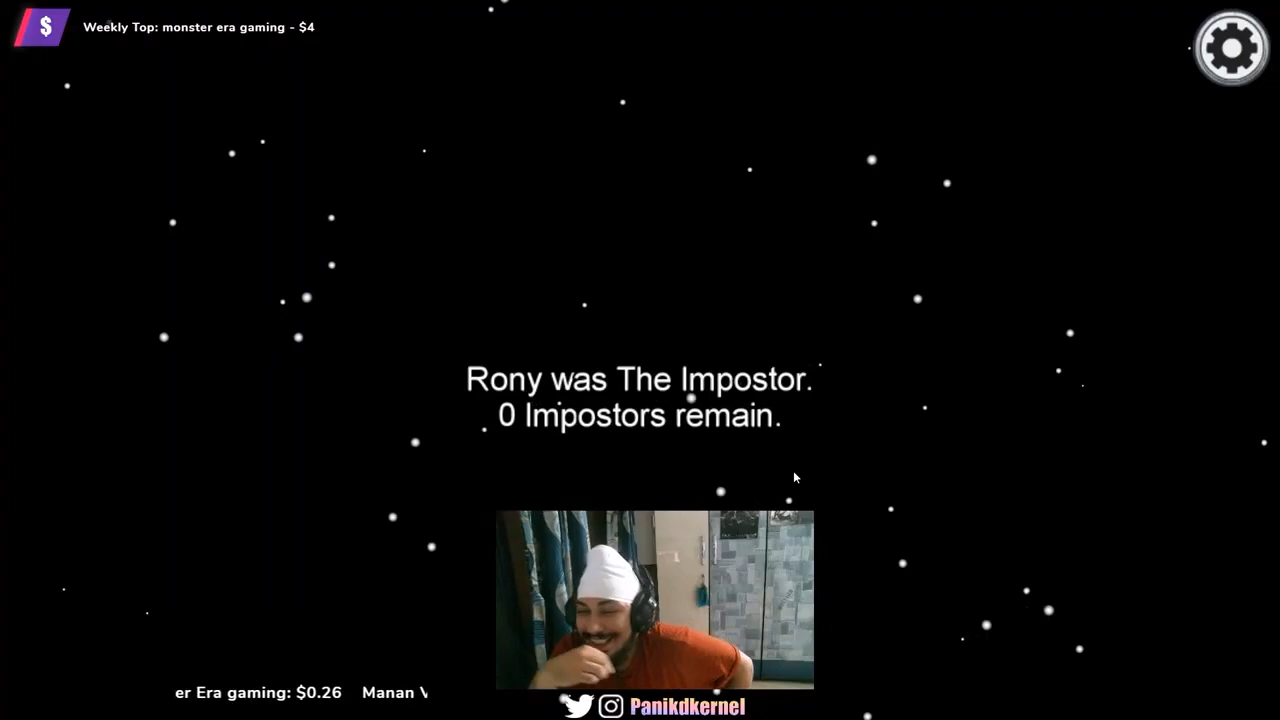 $ Weekly Top: monster era gaming - $4
Rony was The Impostor.
0 Impostors remain.
er Era gaming: $0.26 Manan
Panikdkernel